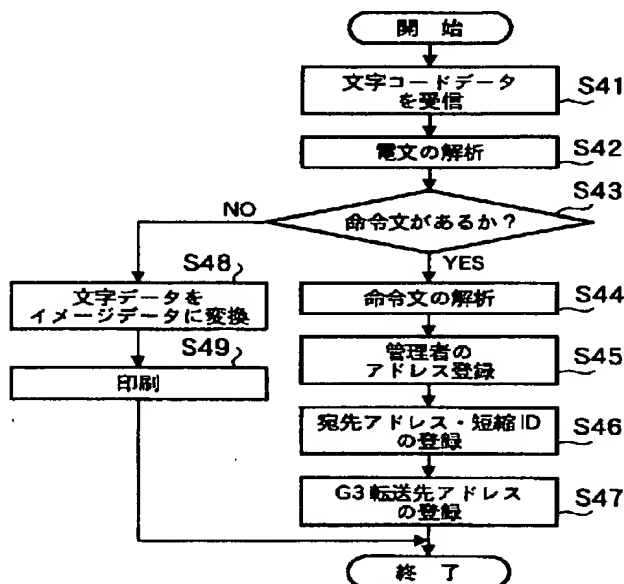 開 始
文字コードデータ
を受信
S41
電文の解析
S42
命令文があるか？
S43
NO
YES
S48
文字データを
イメージデータに変換
S49
印刷
命令文の解析
S44
管理者の
アドレス登録
S45
宛先アドレス・短縮ID
の登録
S46
G3転送先アドレス
の登録
S47
終 了